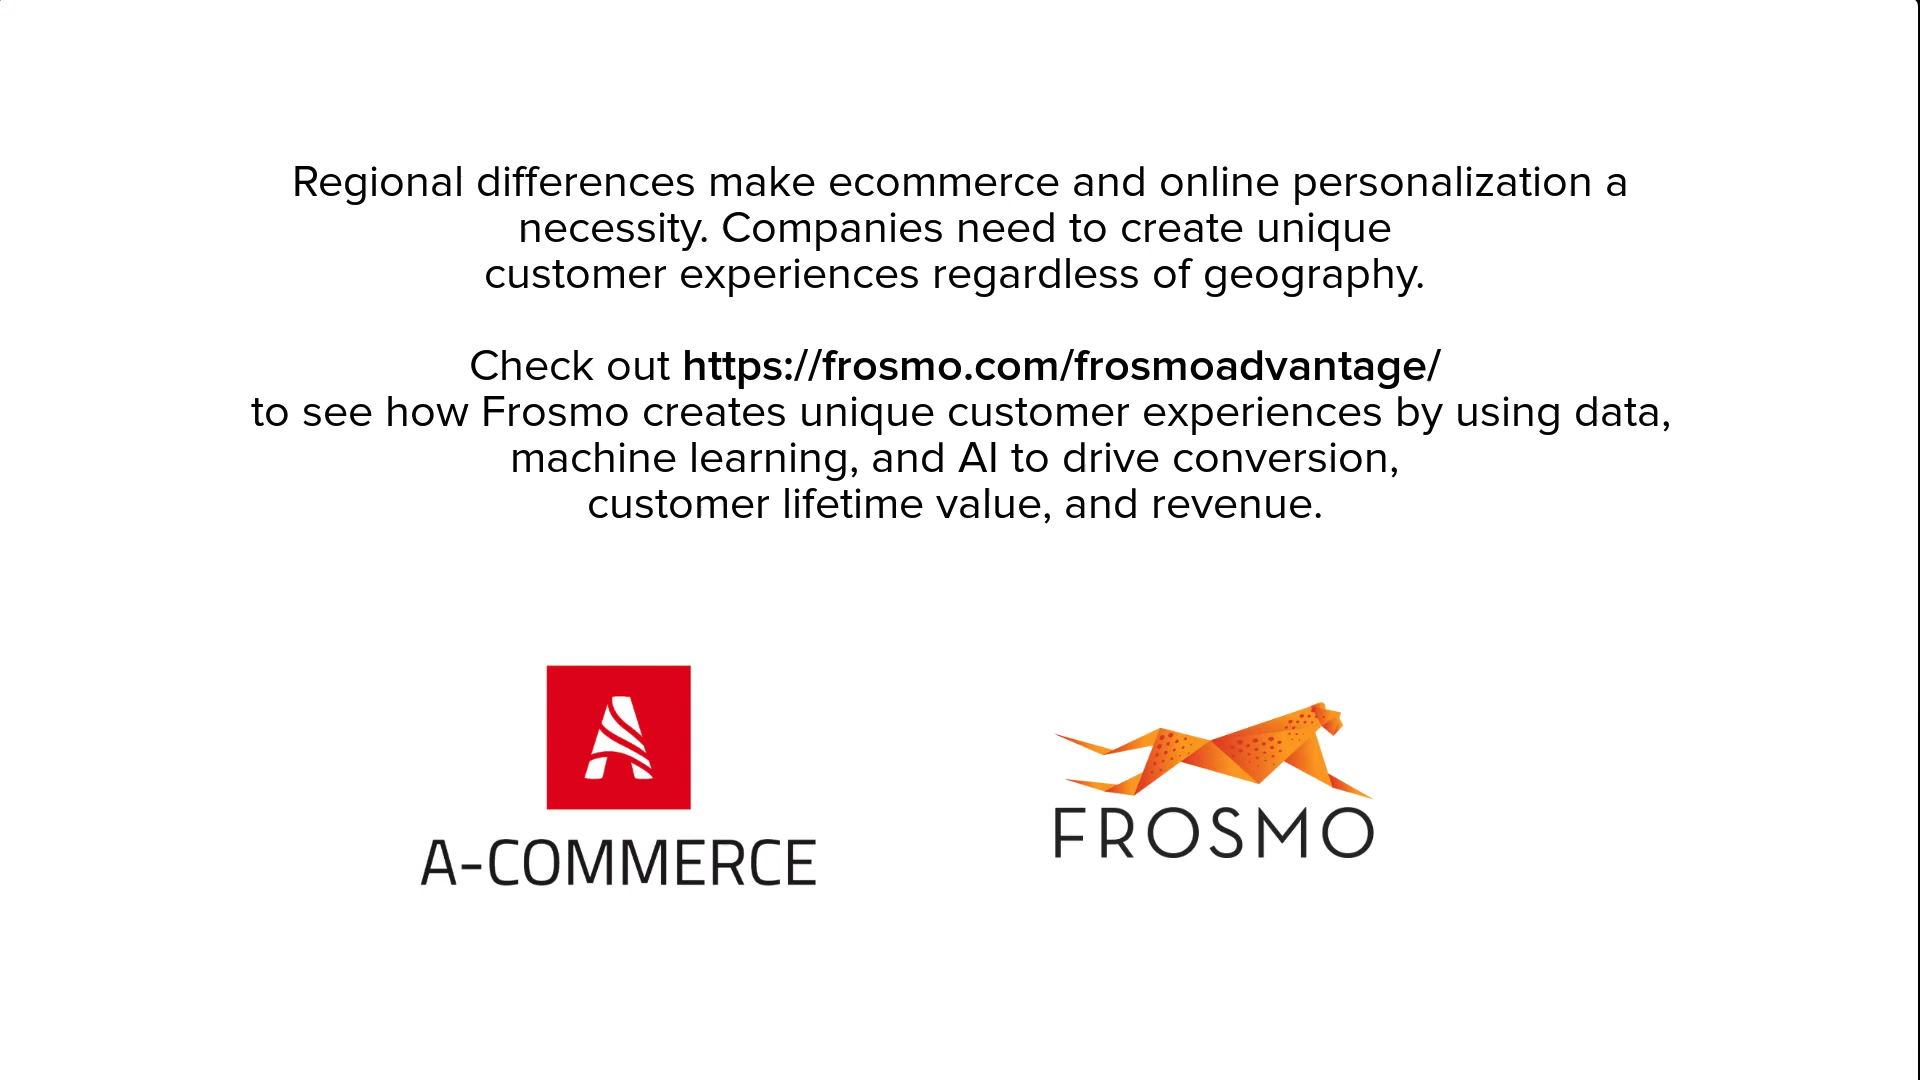 Regional differences make ecommerce and online personalization a
necessity. Companies need to create unique
customer experiences regardless of geography.
Check out https://frosmo.com/frosmoadvantage/
to see how Frosmo creates unique customer experiences by using data,
machine learning, and AI to drive conversion,
customer lifetime value, and revenue.
A
A-COMMERCE
FROSMO